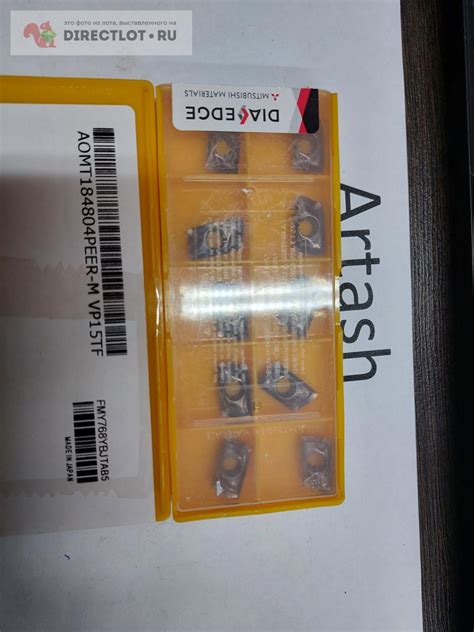 это фото из лота, выставленного на
DIRECTLOT.RU
DIAEDGE
MITSUBISHI MATERIALS
AOMT184804PEER-M VP15TF
FMY768YBJTAB5
MADE IN JAPAN
Artash